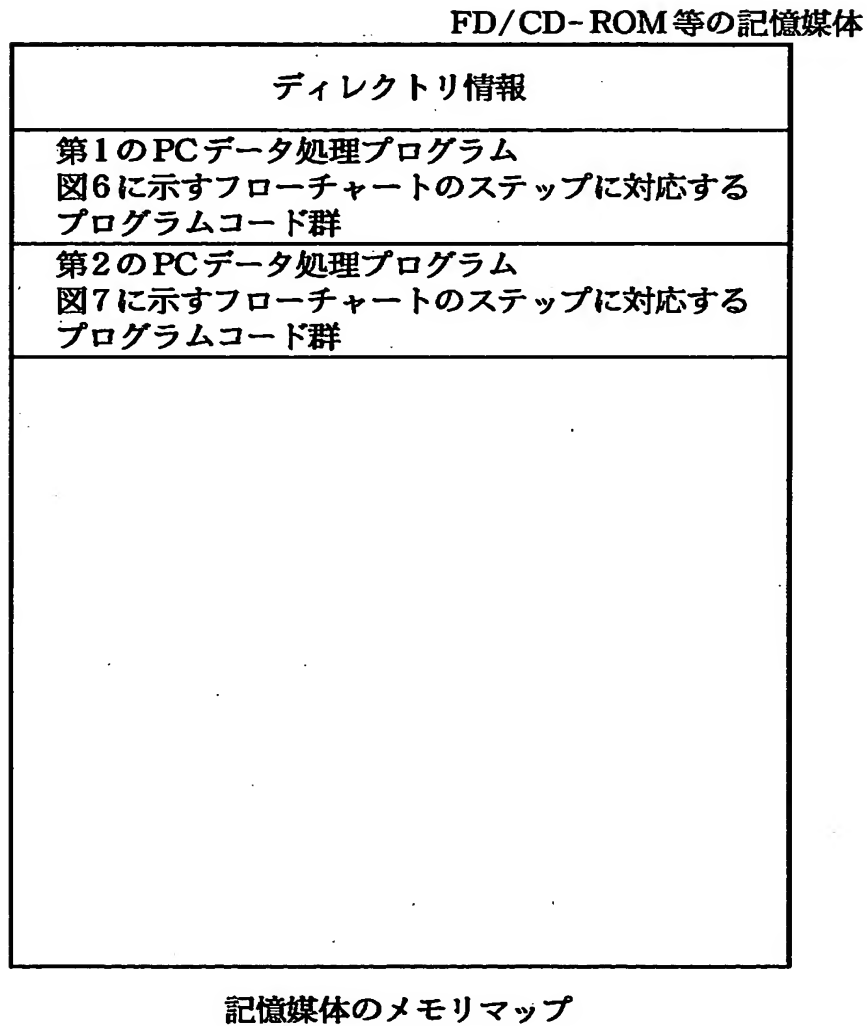 FD/CD-ROM等の記憶媒体
ディレクトリ情報
第1のPCデータ処理プログラム
図6に示すフローチャートのステップに対応する
プログラムコード群
第2のPCデータ処理プログラム
図7に示すフローチャートのステップに対応する
プログラムコード群
記憶媒体のメモリマップ